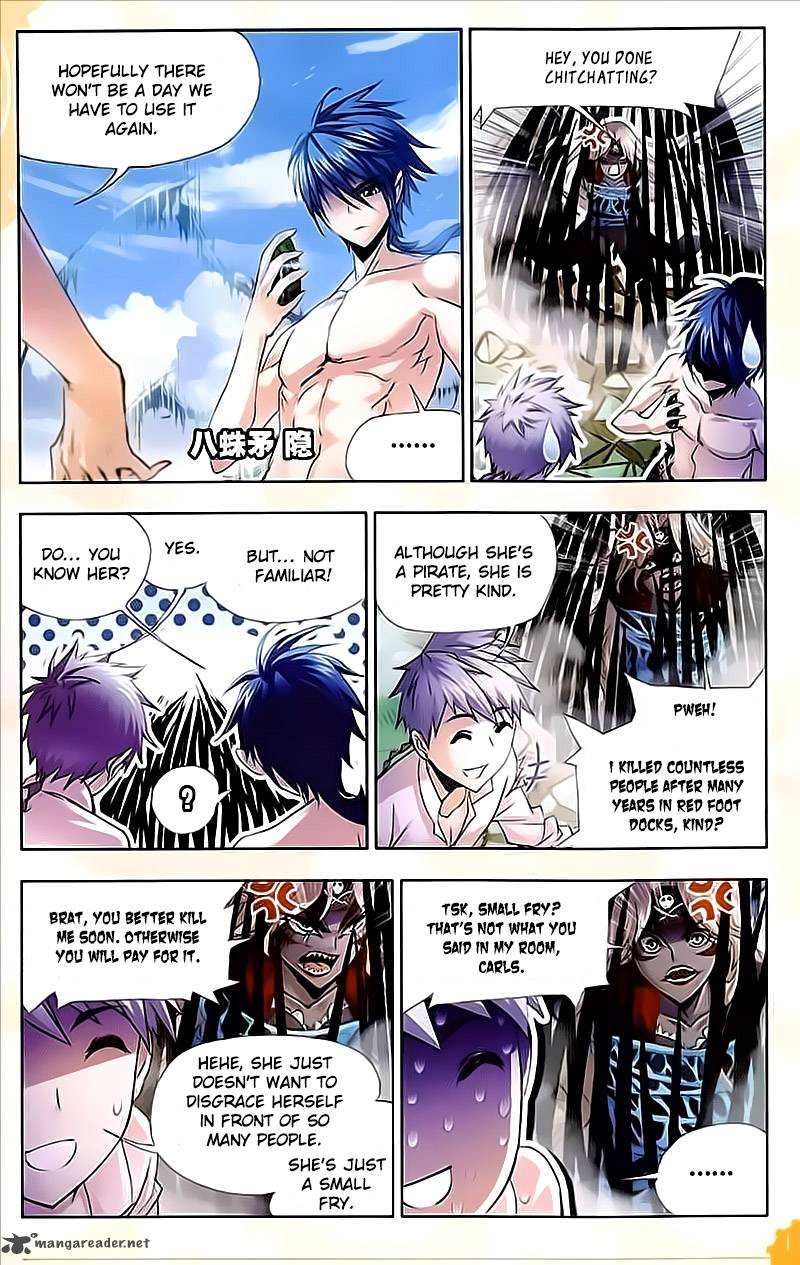 HOPEFULLY THERE
WON'T BE A DAY WE
HAVE TO USE IT
AGAIN.
八蛛矛 隐
......
HEY, YOU DONE
CHITCHATTING?
DO... YOU
KNOW HER?
YES.
BUT... NOT
FAMILIAR!
?
ALTHOUGH SHE'S
A PIRATE, SHE IS
PRETTY KIND.
PWEH!
I KILLED COUNTLESS
PEOPLE AFTER MANY
YEARS IN RED FOOT
DOCKS, KIND?
BRAT, YOU BETTER KILL
ME SOON. OTHERWISE
YOU WILL PAY FOR IT.
HEHE, SHE JUST
DOESN'T WANT TO
DISGRACE HERSELF
IN FRONT OF SO
MANY PEOPLE.
SHE'S JUST
A SMALL
FRY.
TSK, SMALL FRY?
THAT'S NOT WHAT YOU
SAID IN MY ROOM,
CARLS.
......
mangareader.net
1